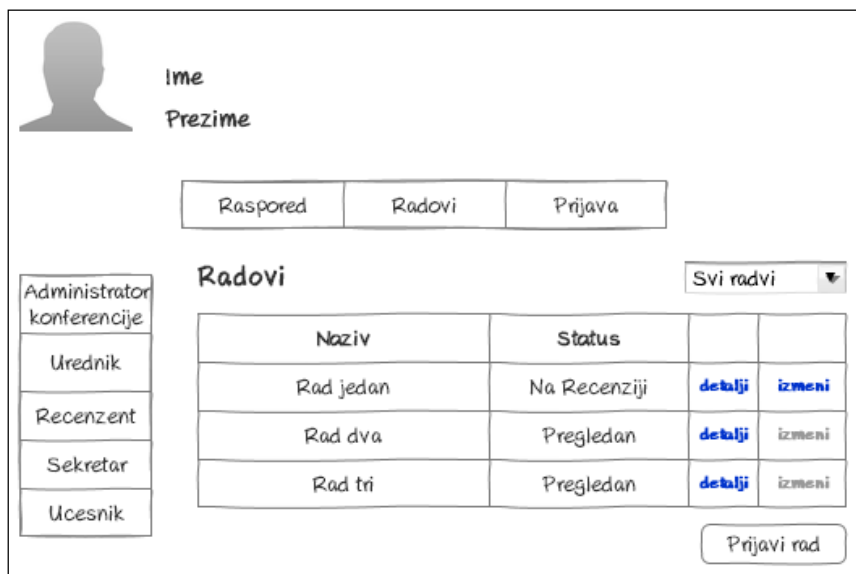 Ime
Prezime
Raspored Radovi Prijava
Administrator
konferencije
Urednik
Recenzent
Sekretar
Ucesnik
Radovi
Svi radvi
Naziv Status
Rad jedan Na Recenziji detalji izmeni
Rad dva Pregledan detalji izmeni
Rad tri Pregledan detalji izmeni
Prijavi rad